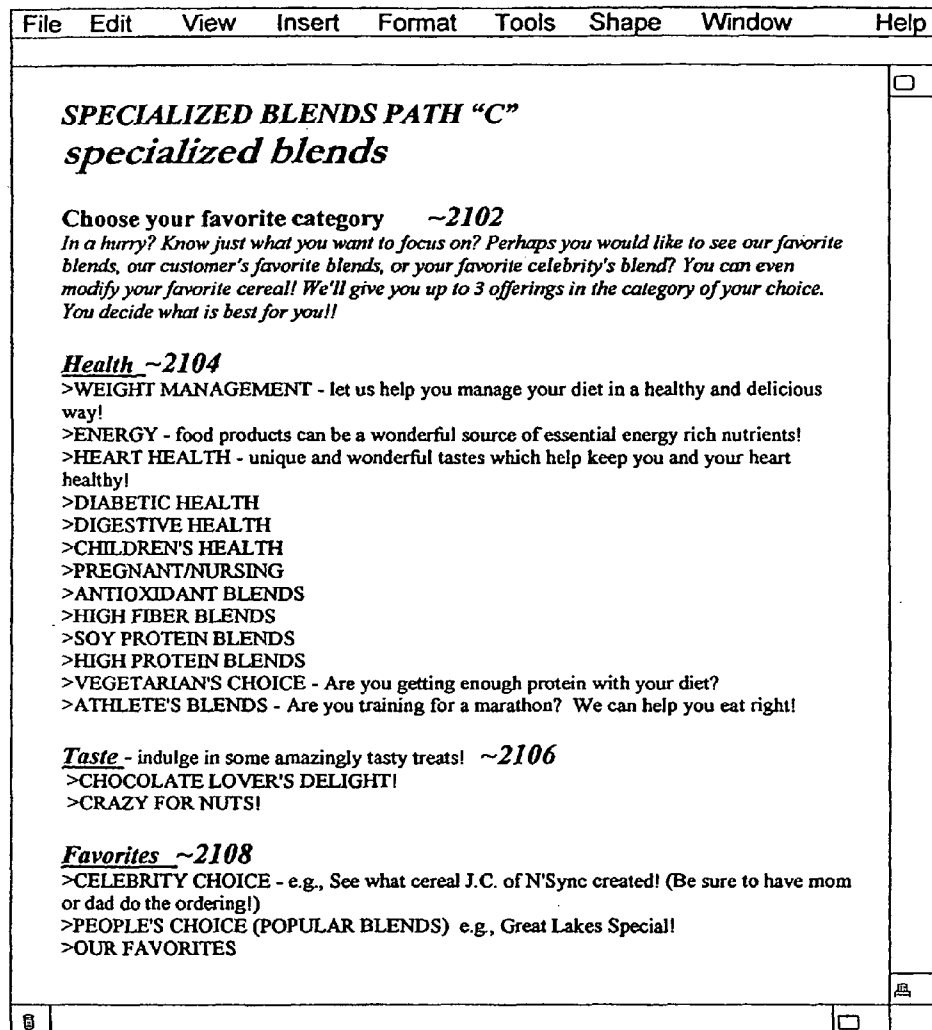 File Edit View Insert Format Tools Shape Window Help
SPECIALIZED BLENDS PATH “C”
specialized blends
Choose your favorite category ~2102
In a hurry? Know just what you want to focus on? Perhaps you would like to see our favorite
blends, our customer's favorite blends, or your favorite celebrity's blend? You can even
modify your favorite cereal! We'll give you up to 3 offerings in the category of your choice.
You decide what is best for you!!
Health ~2104
>WEIGHT MANAGEMENT - let us help you manage your diet in a healthy and delicious
way!
>ENERGY - food products can be a wonderful source of essential energy rich nutrients!
>HEART HEALTH - unique and wonderful tastes which help keep you and your heart
healthy!
>DIABETIC HEALTH
>DIGESTIVE HEALTH
>CHILDREN'S HEALTH
>PREGNANT/NURSING
>ANTIOXIDANT BLENDS
>HIGH FIBER BLENDS
>SOY PROTEIN BLENDS
>HIGH PROTEIN BLENDS
>VEGETARIAN'S CHOICE - Are you getting enough protein with your diet?
>ATHLETE'S BLENDS - Are you training for a marathon? We can help you eat right!
Taste - indulge in some amazingly tasty treats! ~2106
>CHOCOLATE LOVER'S DELIGHT!
>CRAZY FOR NUTS!
Favorites ~2108
>CELEBRITY CHOICE - e.g., See what cereal J.C. of N'Sync created! (Be sure to have mom
or dad do the ordering!)
>PEOPLE'S CHOICE (POPULAR BLENDS) e.g., Great Lakes Special!
>OUR FAVORITES